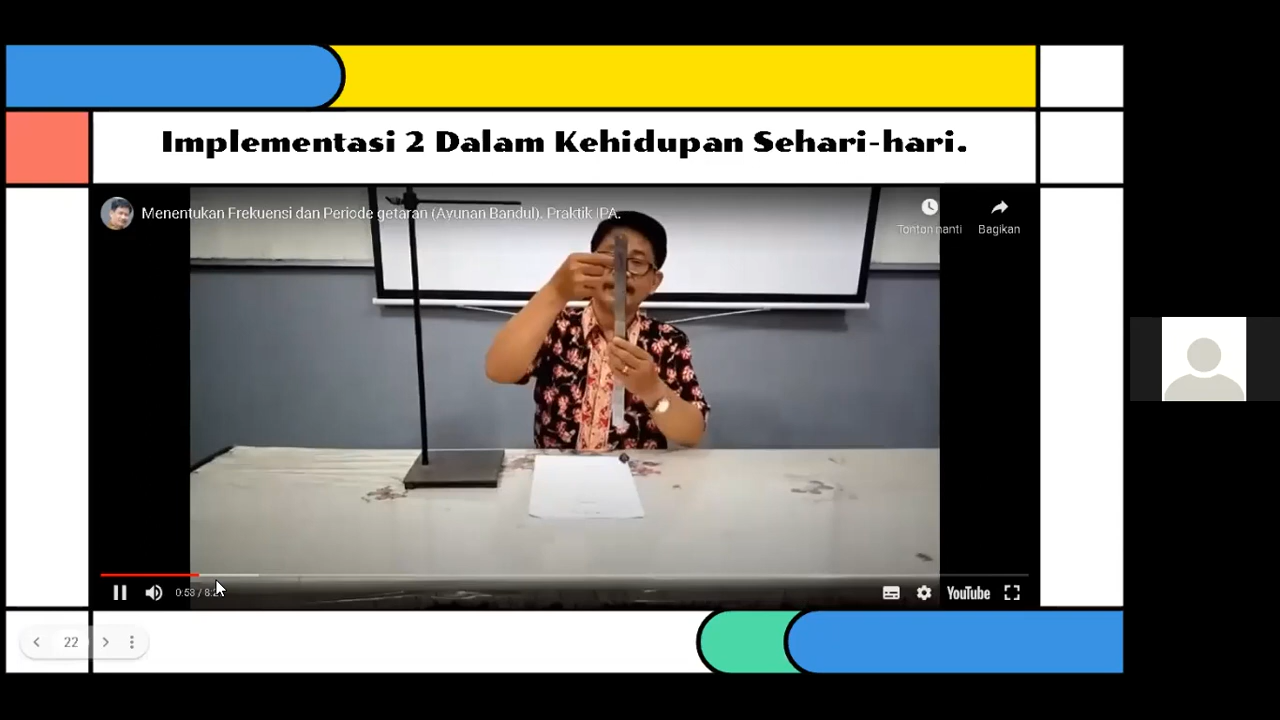 Implementasi 2 Dalam Kehidupan Sehari-hari.
Menentukan Frekuensi dan Periode getaran (Ayunan Bandul). Praktik IPA.
Tonton nanti
Bagikan
0:58 /
YouTube
22